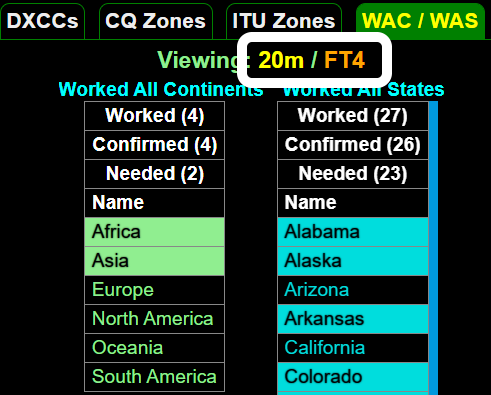 DXCCs CQ Zones ITU Zones WAC / WAS
Viewing: 20m / FT4
Worked All Continents Worked All States
Worked (4) Worked (27)
Confirmed (4) Confirmed (26)
Needed (2) Needed (23)
Name Name
Africa Alabama
Asia Alaska
Europe Arizona
North America Arkansas
Oceania California
South America Colorado